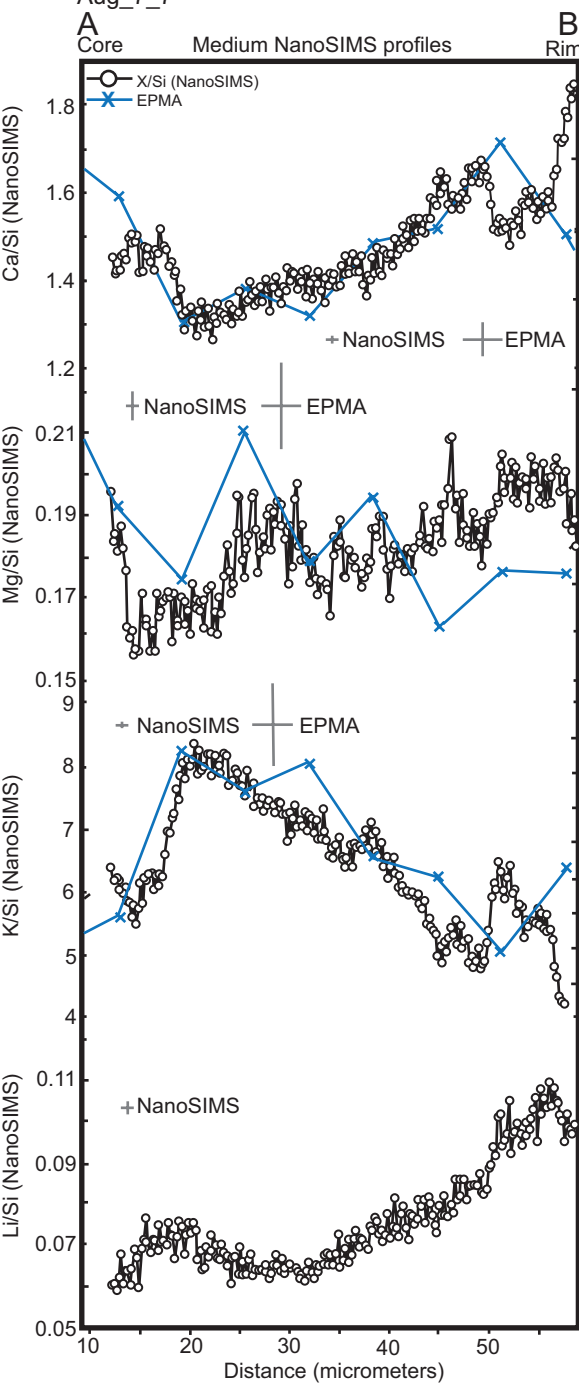 A B
Core Medium NanoSIMS profiles Rim
X/Si (NanoSIMS)
EPMA
Ca/Si (NanoSIMS)
1.8
1.6
1.4
1.2
NanoSIMS EPMA
NanoSIMS EPMA
Mg/Si (NanoSIMS)
0.21
0.19
0.17
0.15
NanoSIMS EPMA
K/Si (NanoSIMS)
9
8
7
6
5
4
NanoSIMS
Li/Si (NanoSIMS)
0.11
0.09
0.07
0.05
10 20 30 40 50
Distance (micrometers)